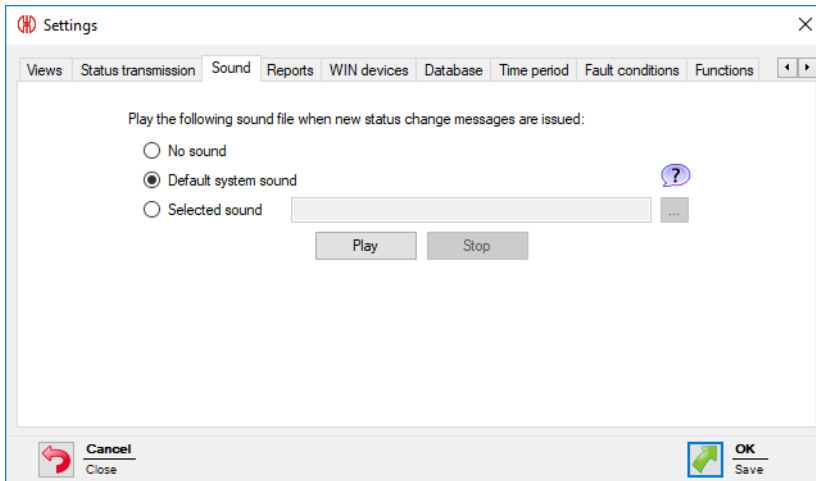 Settings
Views Status transmission Sound Reports WIN devices Database Time period Fault conditions Functions
Play the following sound file when new status change messages are issued:
No sound
Default system sound
?
Selected sound ...
Play Stop
Cancel OK
Close Save